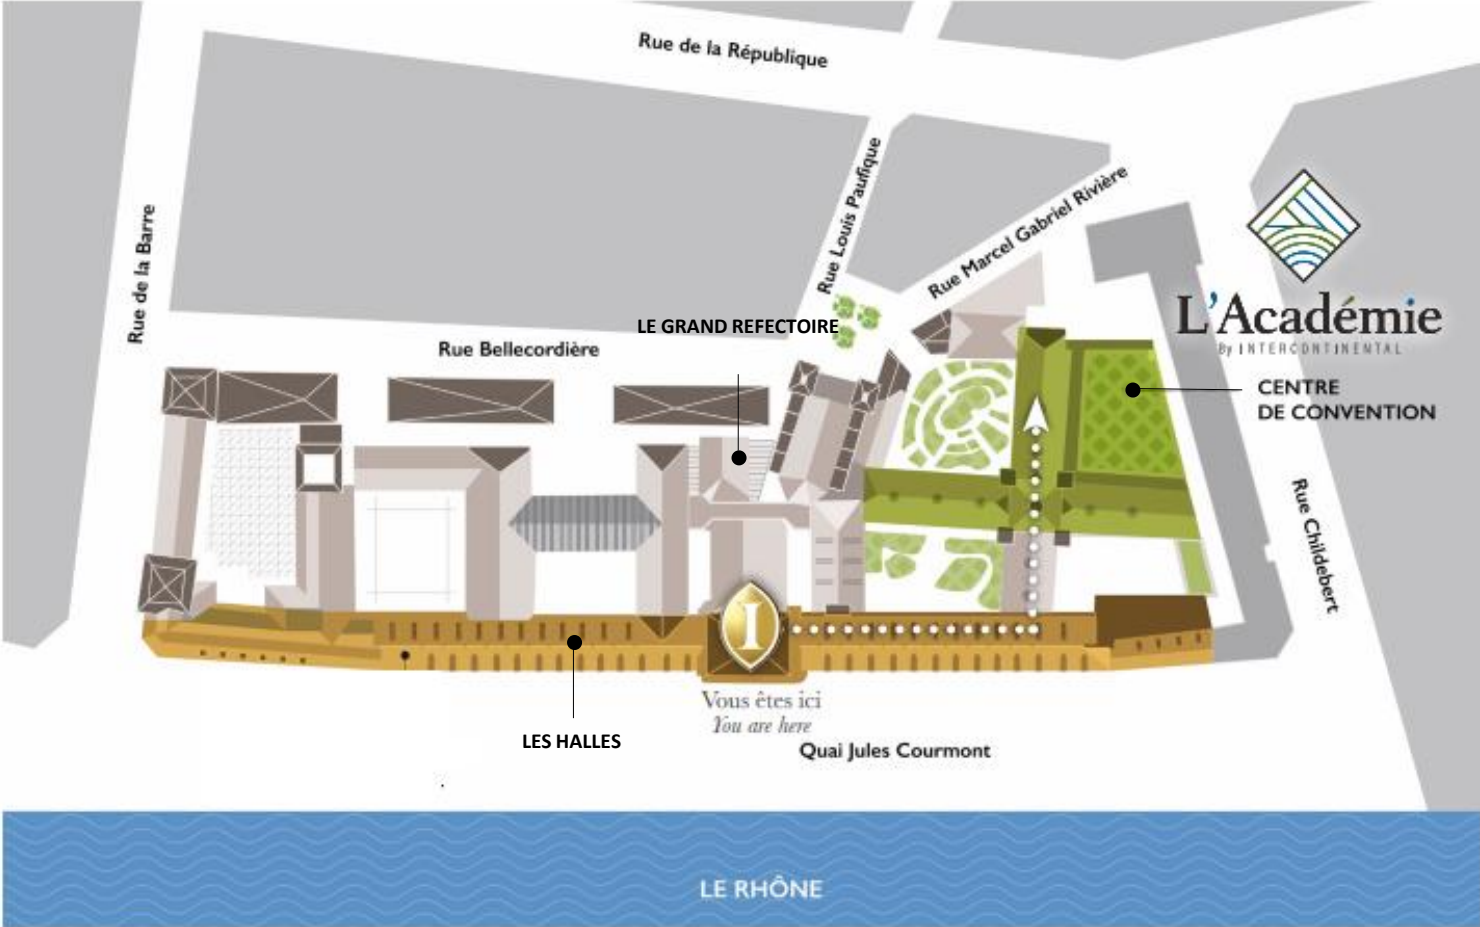 Rue de la République
Rue Louis Paufique
Rue Marcel Gabriel Rivière
Rue de la Barre
L'Académie
By INTERCONTINENTAL
LE GRAND REFECTOIRE
Rue Bellecordière
CENTRE
DE CONVENTION
Rue Childebert
I
Vous êtes ici
You are here
LES HALLES
Quai Jules Courmont
LE RHÔNE